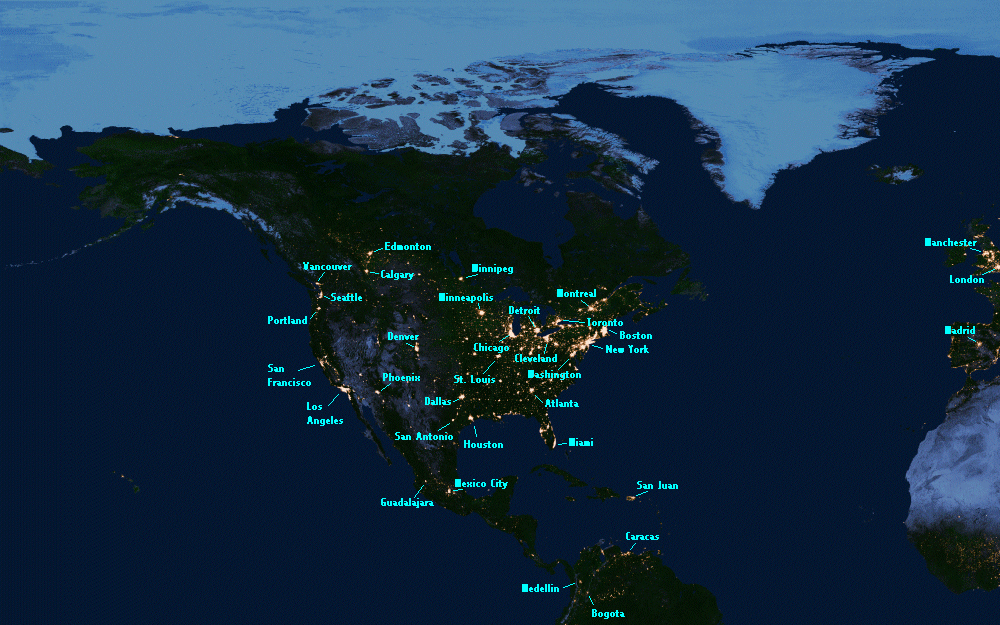 Manchester
Edmonton
Vancouver
Winnipeg
Calgary
London
Seattle
Minneapolis
Montreal
Detroit
Portland
Toronto
Madrid
Boston
Denver
Chicago
New York
Cleveland
San
Francisco
Phoenix
St. Louis
Washington
Dallas
Atlanta
Los
Angeles
San Antonio
Houston
Miami
Mexico City
San Juan
Guadalajara
Caracas
Medellin
Bogota